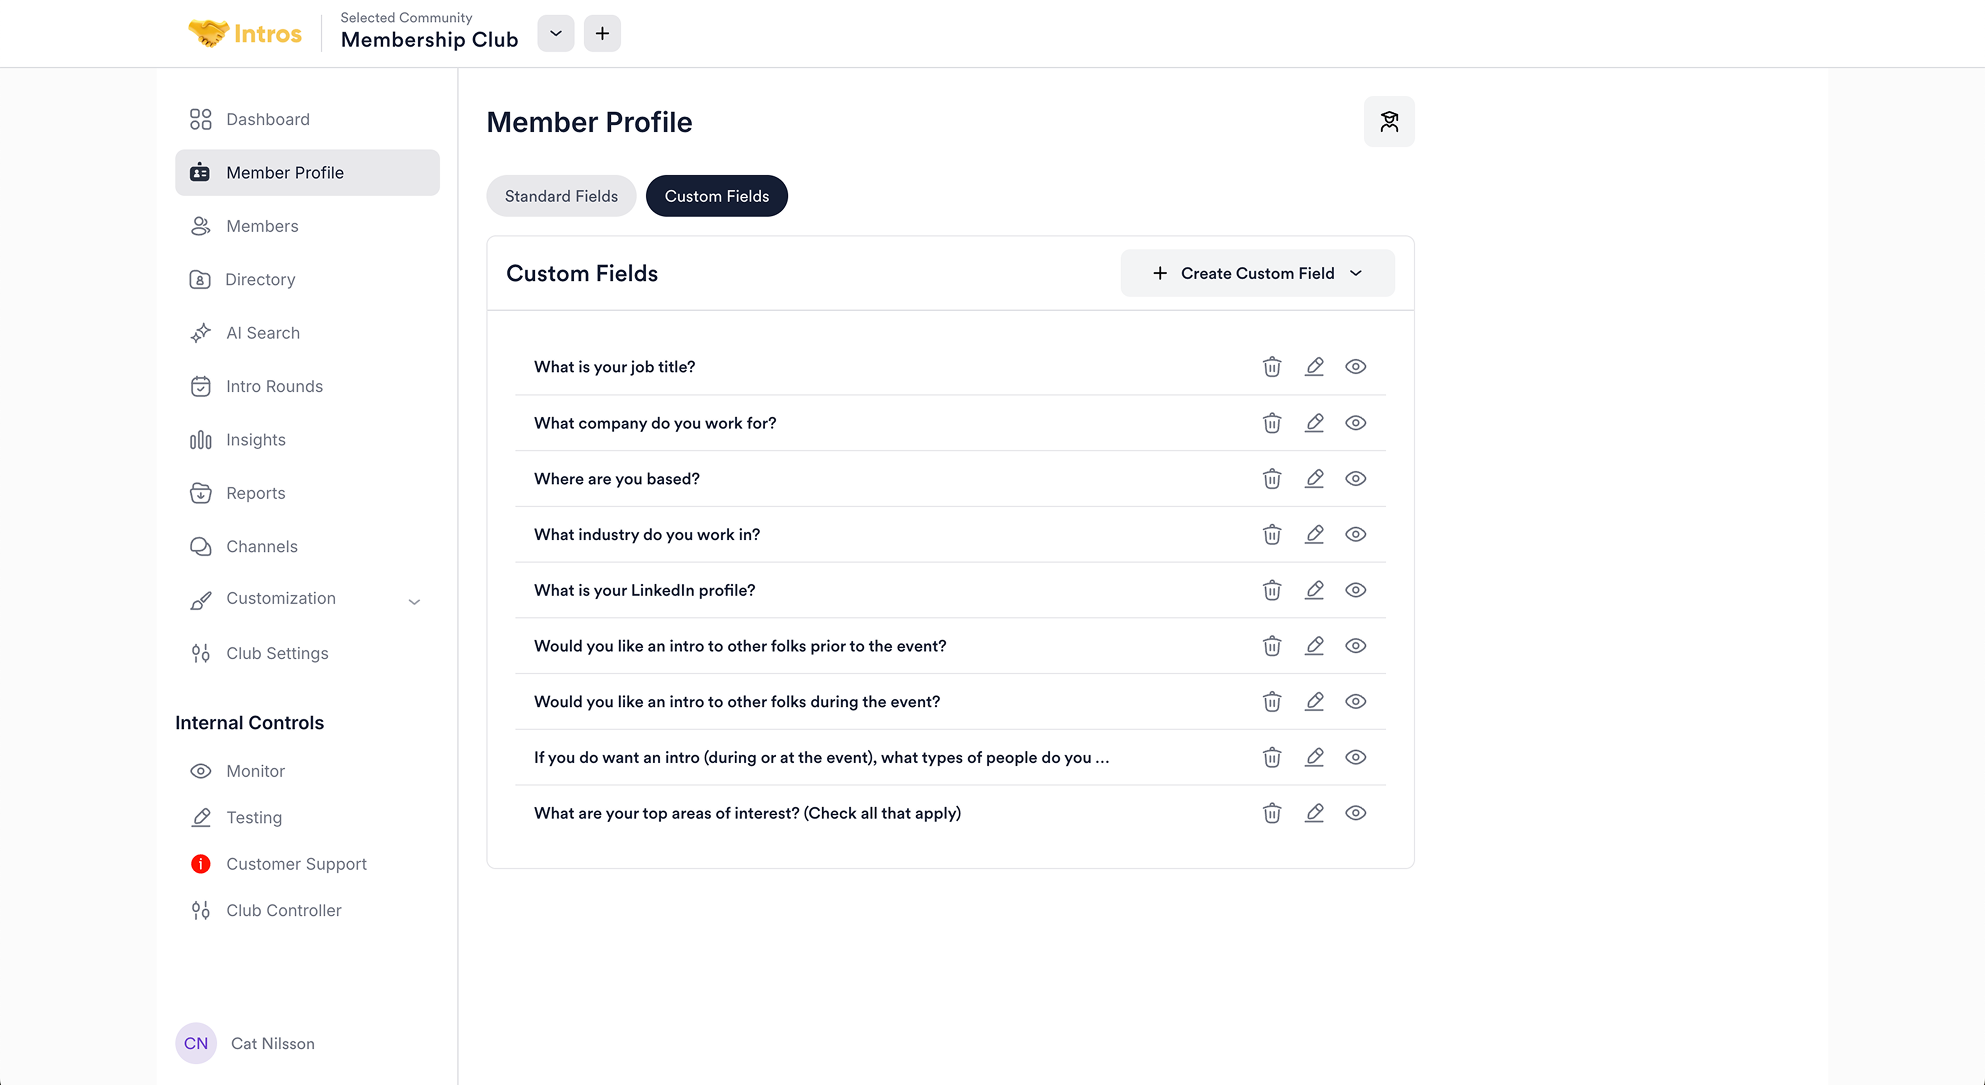 Intros
Selected Community
Membership Club
Dashboard
Member Profile
Members
Directory
AI Search
Intro Rounds
Insights
Reports
Channels
Customization
Club Settings
Internal Controls
Monitor
Testing
Customer Support
Club Controller
CN
Cat Nilsson
Member Profile
Standard Fields
Custom Fields
Custom Fields
Create Custom Field
What is your job title?
What company do you work for?
Where are you based?
What industry do you work in?
What is your LinkedIn profile?
Would you like an intro to other folks prior to the event?
Would you like an intro to other folks during the event?
If you do want an intro (during or at the event), what types of people do you ...
What are your top areas of interest? (Check all that apply)